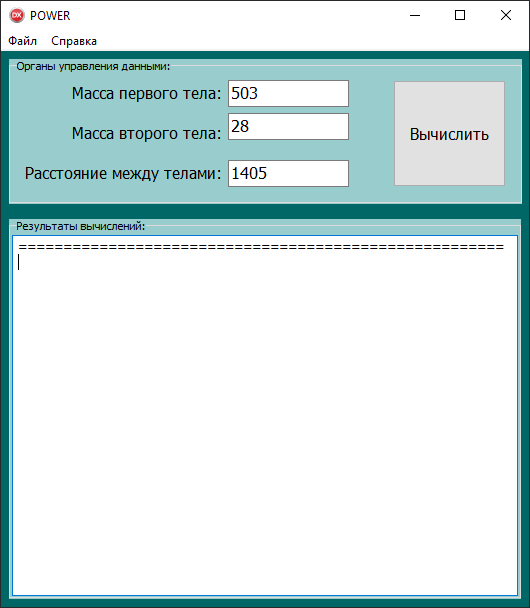 DX POWER
Файл Справка
Органы управления данными:
Масса первого тела: 503
Масса второго тела: 28
Расстояние между телами: 1405
Вычислить
Результаты вычислений:
======================================================